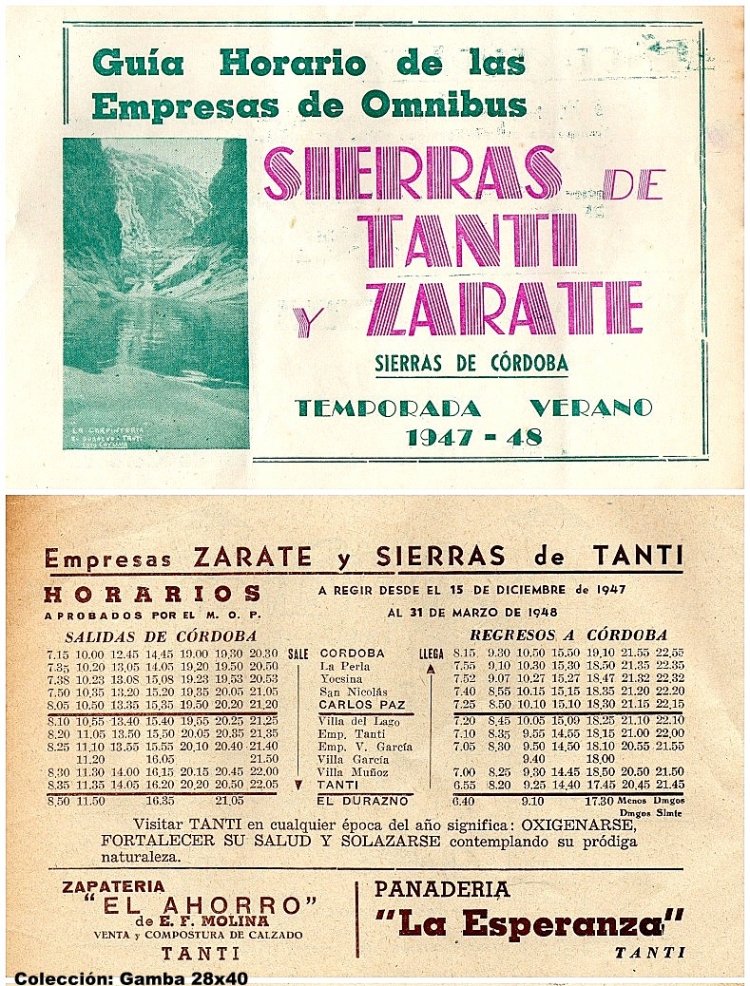 Guía Horario de las
Empresas de Omnibus
SIERRAS DE
TANTI
Y ZARATE
SIERRAS DE CÓRDOBA
TEMPORADA VERANO
1947 - 48
LA CARPINTERIA
EL DURAZNO - TANTI
Empresas ZARATE y SIERRAS de TANTI
HORARIOS
APROBADOS POR EL M. O. P.
A REGIR DESDE EL 15 DE DICIEMBRE de 1947
AL 31 DE MARZO DE 1948
SALIDAS DE CÓRDOBA
REGRESOS A CÓRDOBA
7.15 10.00 12.45 14,45 19.00 19,30 20.30 SALE CORDOBA LLEGA 8.15 9.30 10.50 15,50 19,10 21.55 22,55
7.35 10.20 13,05 14.05 19,20 19.50 20.50 La Perla 7.55 9,10 10.30 15.30 18,50 21.35 22.35
7.38 10.23 13.08 15,08 19.23 19,53 20.53 Yocsina 7.52 9.07 10.27 15,27 18,47 21.32 22,32
7.50 10,35 13.20 15.20 19,35 20.05 21.05 San Nicolás 7.40 8,55 10.15 15,15 18.35 21,20 22.20
8,05 10.50 13.35 15.35 19,50 20.20 21,20 CARLOS PAZ 7.25 8.50 10,10 15,10 18,30 21.15 22,15
8.10 10,55 13.40 15.40 19,55 20.25 21,25 Villa del Lago 7.20 8,45 10.05 15,09 18.25 21,10 22.10
8.20 11.05 13.50 15,50 20.05 20.35 21,35 Emp. Tanti 7.10 8.35 9.55 14,55 18,15 21.00 22,00
8.25 11,10 13.55 15.55 20,10 20.40 21.40 Emp. V. García 7.05 8,30 9.50 14,50 18,10 20.55 21,55
11.20 16.05 21.50 Villa García 9.40 18,00
8,30 11.30 14.00 16,15 20.15 20.45 22,00 Villa Muñoz 7.00 8,25 9.30 14.45 18,50 20.50 21.50
8.35 11.35 14.05 16.20 20,20 20,50 22.05 TANTI 6.55 8.20 9.25 14,40 17.45 20,45 21.45
8,50 11.50 16.35 21,05 EL DURAZNO 6.40 9.10 17.30 Menos Dmgos
Dmgos Slmte
Visitar TANTI en cualquier época del año significa: OXIGENARSE,
FORTALECER SU SALUD Y SOLAZARSE contemplando su pródiga
naturaleza.
ZAPATERIA
"EL AHORRO"
de E. F. MOLINA
VENTA y COMPOSTURA DE CALZADO
TANTI
PANADERIA
"La Esperanza"
TANTI
Colección: Gamba 28x40